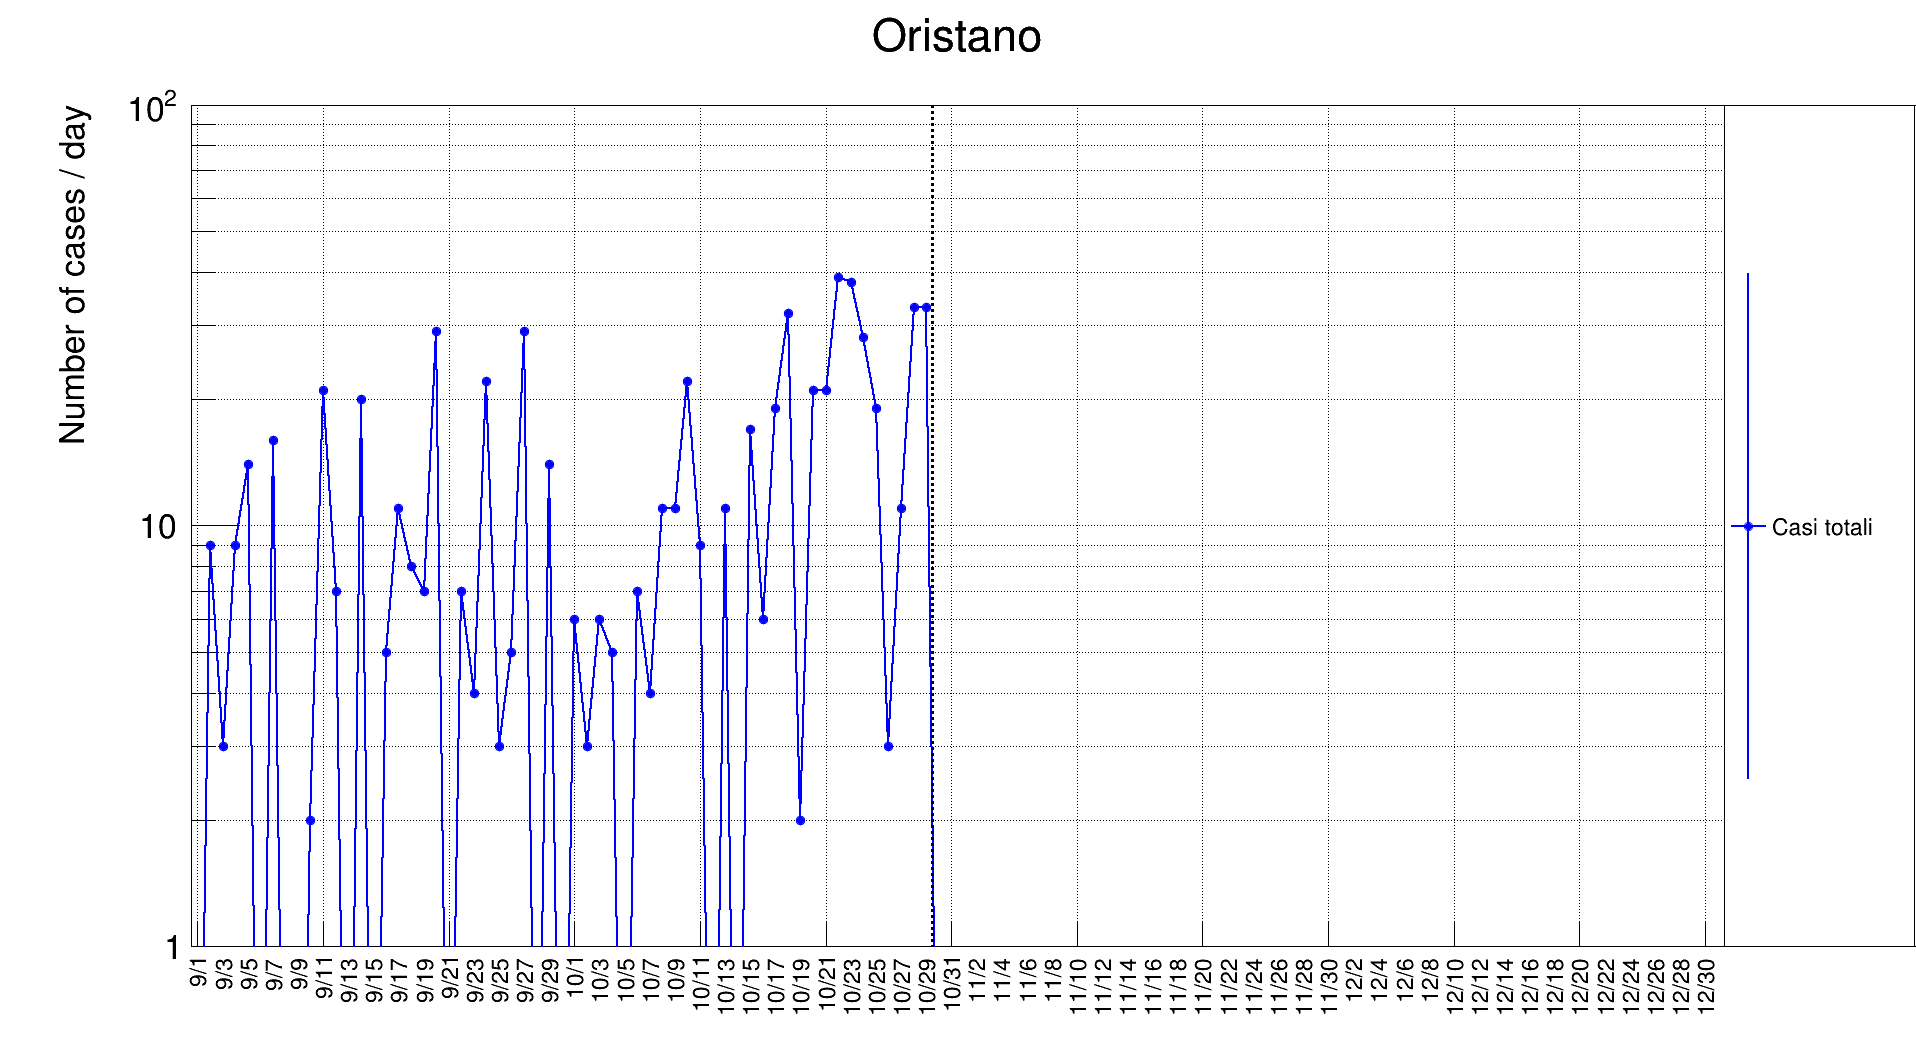 Oristano
Number of cases / day
10²
10
1
9/1 9/3 9/5 9/7 9/9 9/11 9/13 9/15 9/17 9/19 9/21 9/23 9/25 9/27 9/29 10/1 10/3 10/5 10/7 10/9 10/11 10/13 10/15 10/17 10/19 10/21 10/23 10/25 10/27 10/29 10/31 11/2 11/4 11/6 11/8 11/10 11/12 11/14 11/16 11/18 11/20 11/22 11/24 11/26 11/28 11/30 12/2 12/4 12/6 12/8 12/10 12/12 12/14 12/16 12/18 12/20 12/22 12/24 12/26 12/28 12/30
Casi totali